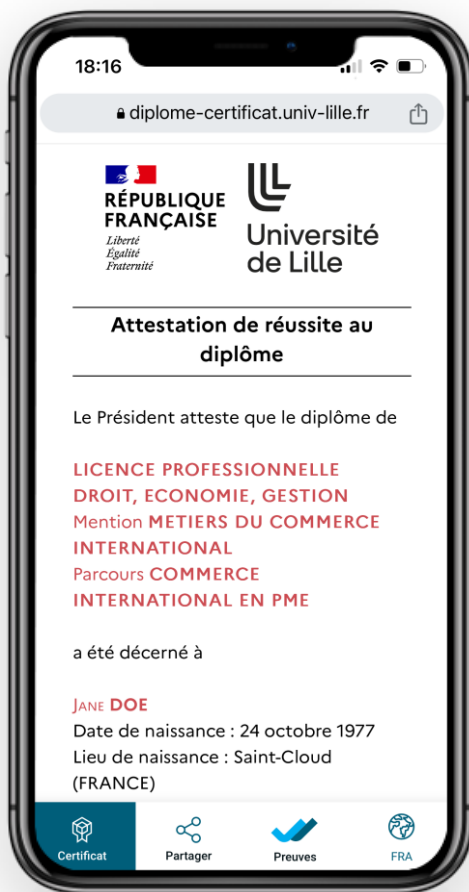 18:16
diplome-certificat.univ-lille.fr
RÉPUBLIQUE
FRANÇAISE
Liberté
Égalité
Fraternité
Université
de Lille
Attestation de réussite au
diplôme
Le Président atteste que le diplôme de
LICENCE PROFESSIONNELLE
DROIT, ECONOMIE, GESTION
Mention METIERS DU COMMERCE
INTERNATIONAL
Parcours COMMERCE
INTERNATIONAL EN PME
a été décerné à
JANE DOE
Date de naissance : 24 octobre 1977
Lieu de naissance : Saint-Cloud
(FRANCE)
Certificat
Partager
Preuves
FRA